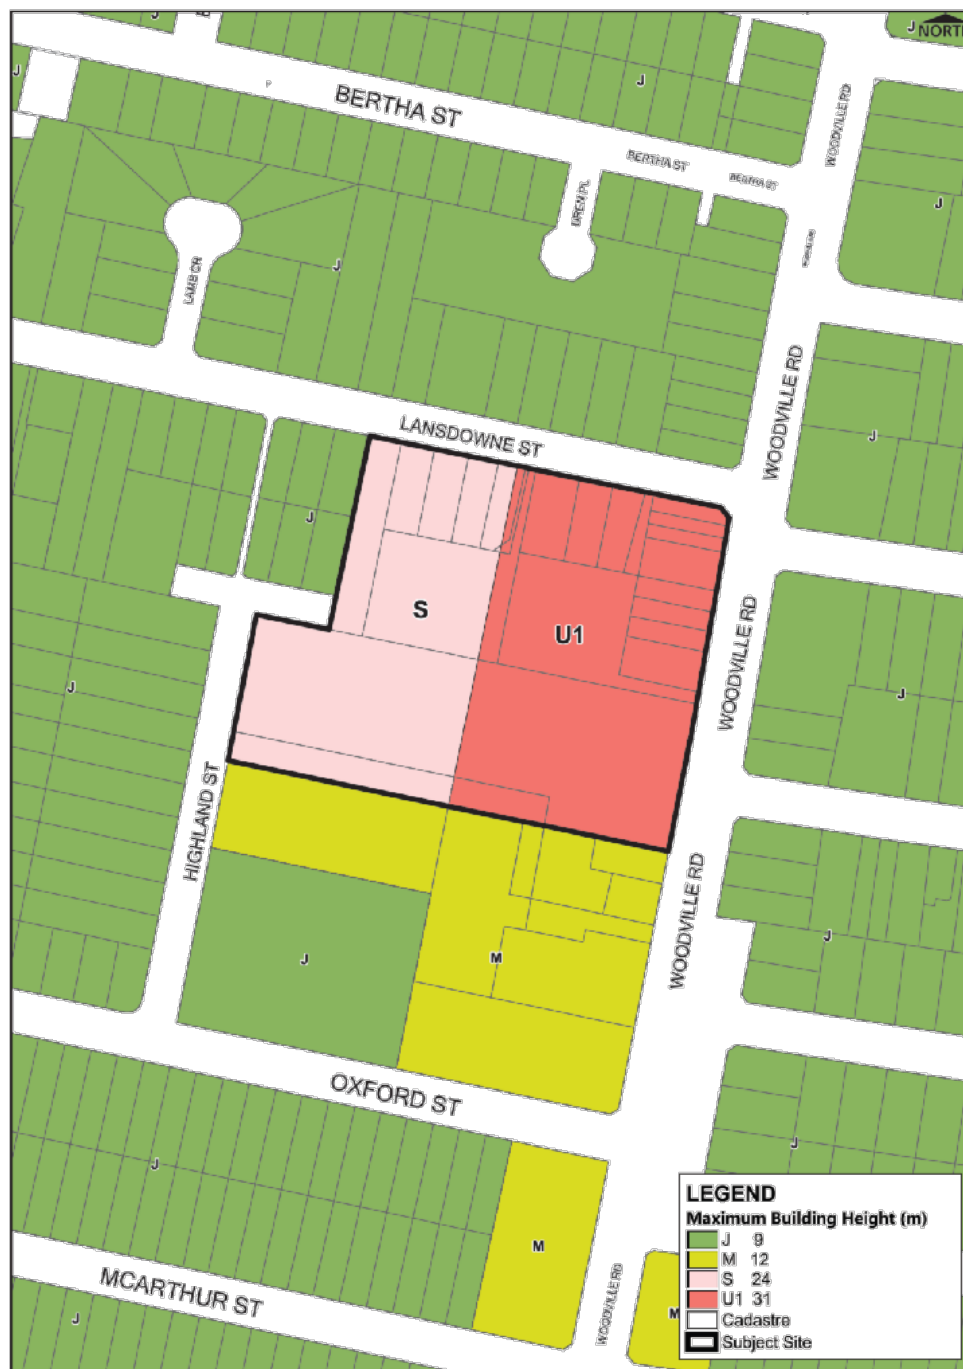 J
J
NORTH
J
J
BERTHA ST
WOODVILLE RD
BERTHA ST
BERTHA ST
BREN PL
J
J
LAMB CR
LANSDOWNE ST
WOODVILLE RD
J
J
S
U1
WOODVILLE RD
J
J
HIGHLAND ST
WOODVILLE RD
J
J
M
OXFORD ST
J
J
M
MCARTHUR ST
J
WOODVILLE RD
M
LEGEND
Maximum Building Height (m)
J 9
M 12
S 24
U1 31
Cadastre
Subject Site